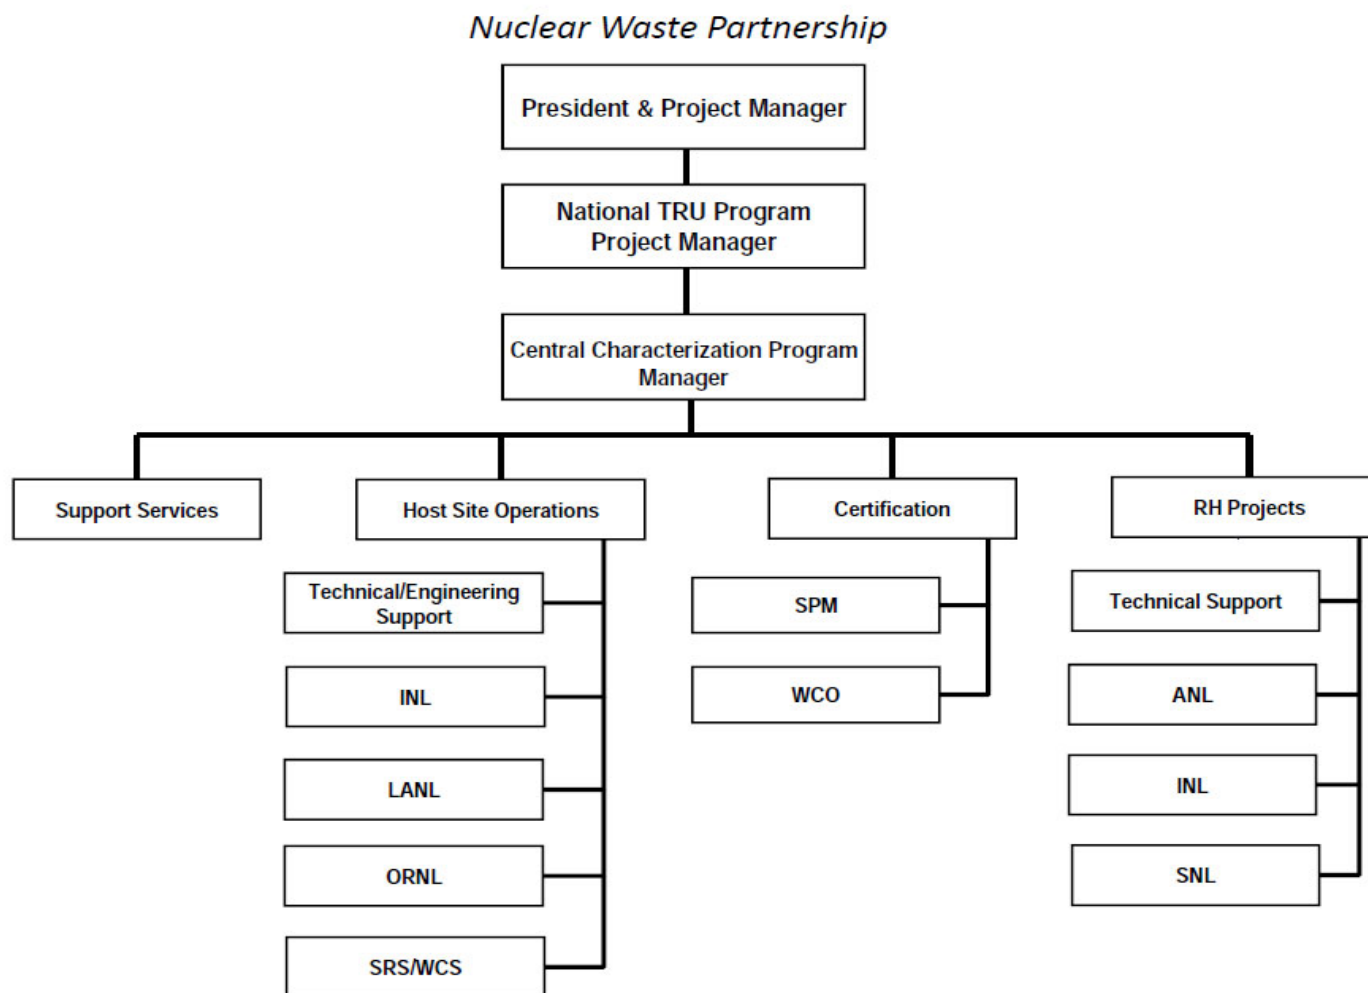 Nuclear Waste Partnership
President & Project Manager
National TRU Program
Project Manager
Central Characterization Program
Manager
Support Services
Host Site Operations
Certification
RH Projects
Technical/Engineering
Support
INL
LANL
ORNL
SRS/WCS
SPM
WCO
Technical Support
ANL
INL
SNL